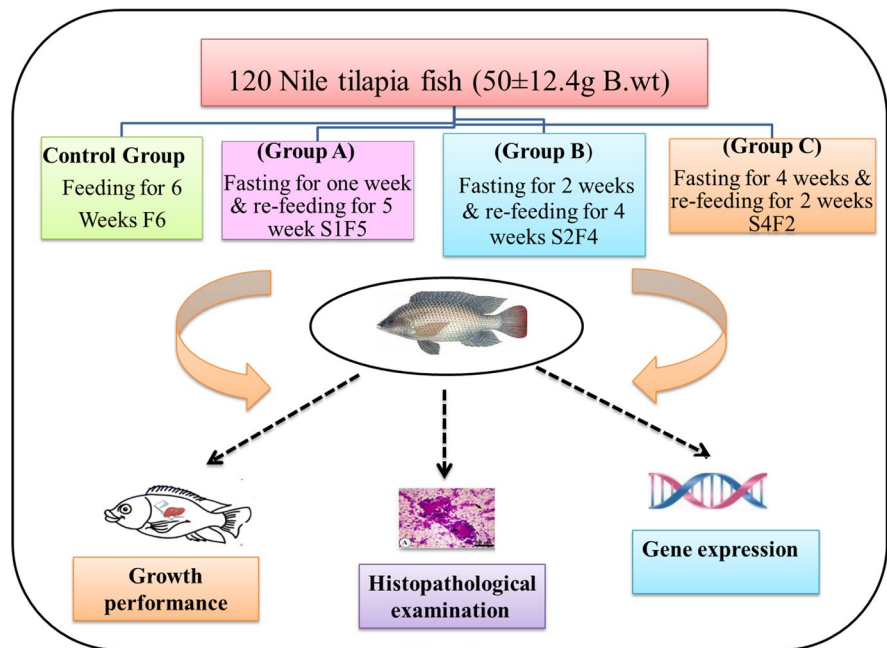 120 Nile tilapia fish (50±12.4g B.wt)
Control Group
Feeding for 6
Weeks F6
(Group A)
Fasting for one week
& re-feeding for 5
week S1F5
(Group B)
Fasting for 2 weeks
& re-feeding for 4
weeks S2F4
(Group C)
Fasting for 4 weeks &
re-feeding for 2 weeks
S4F2
A
Growth
performance
Histopathological
examination
Gene expression